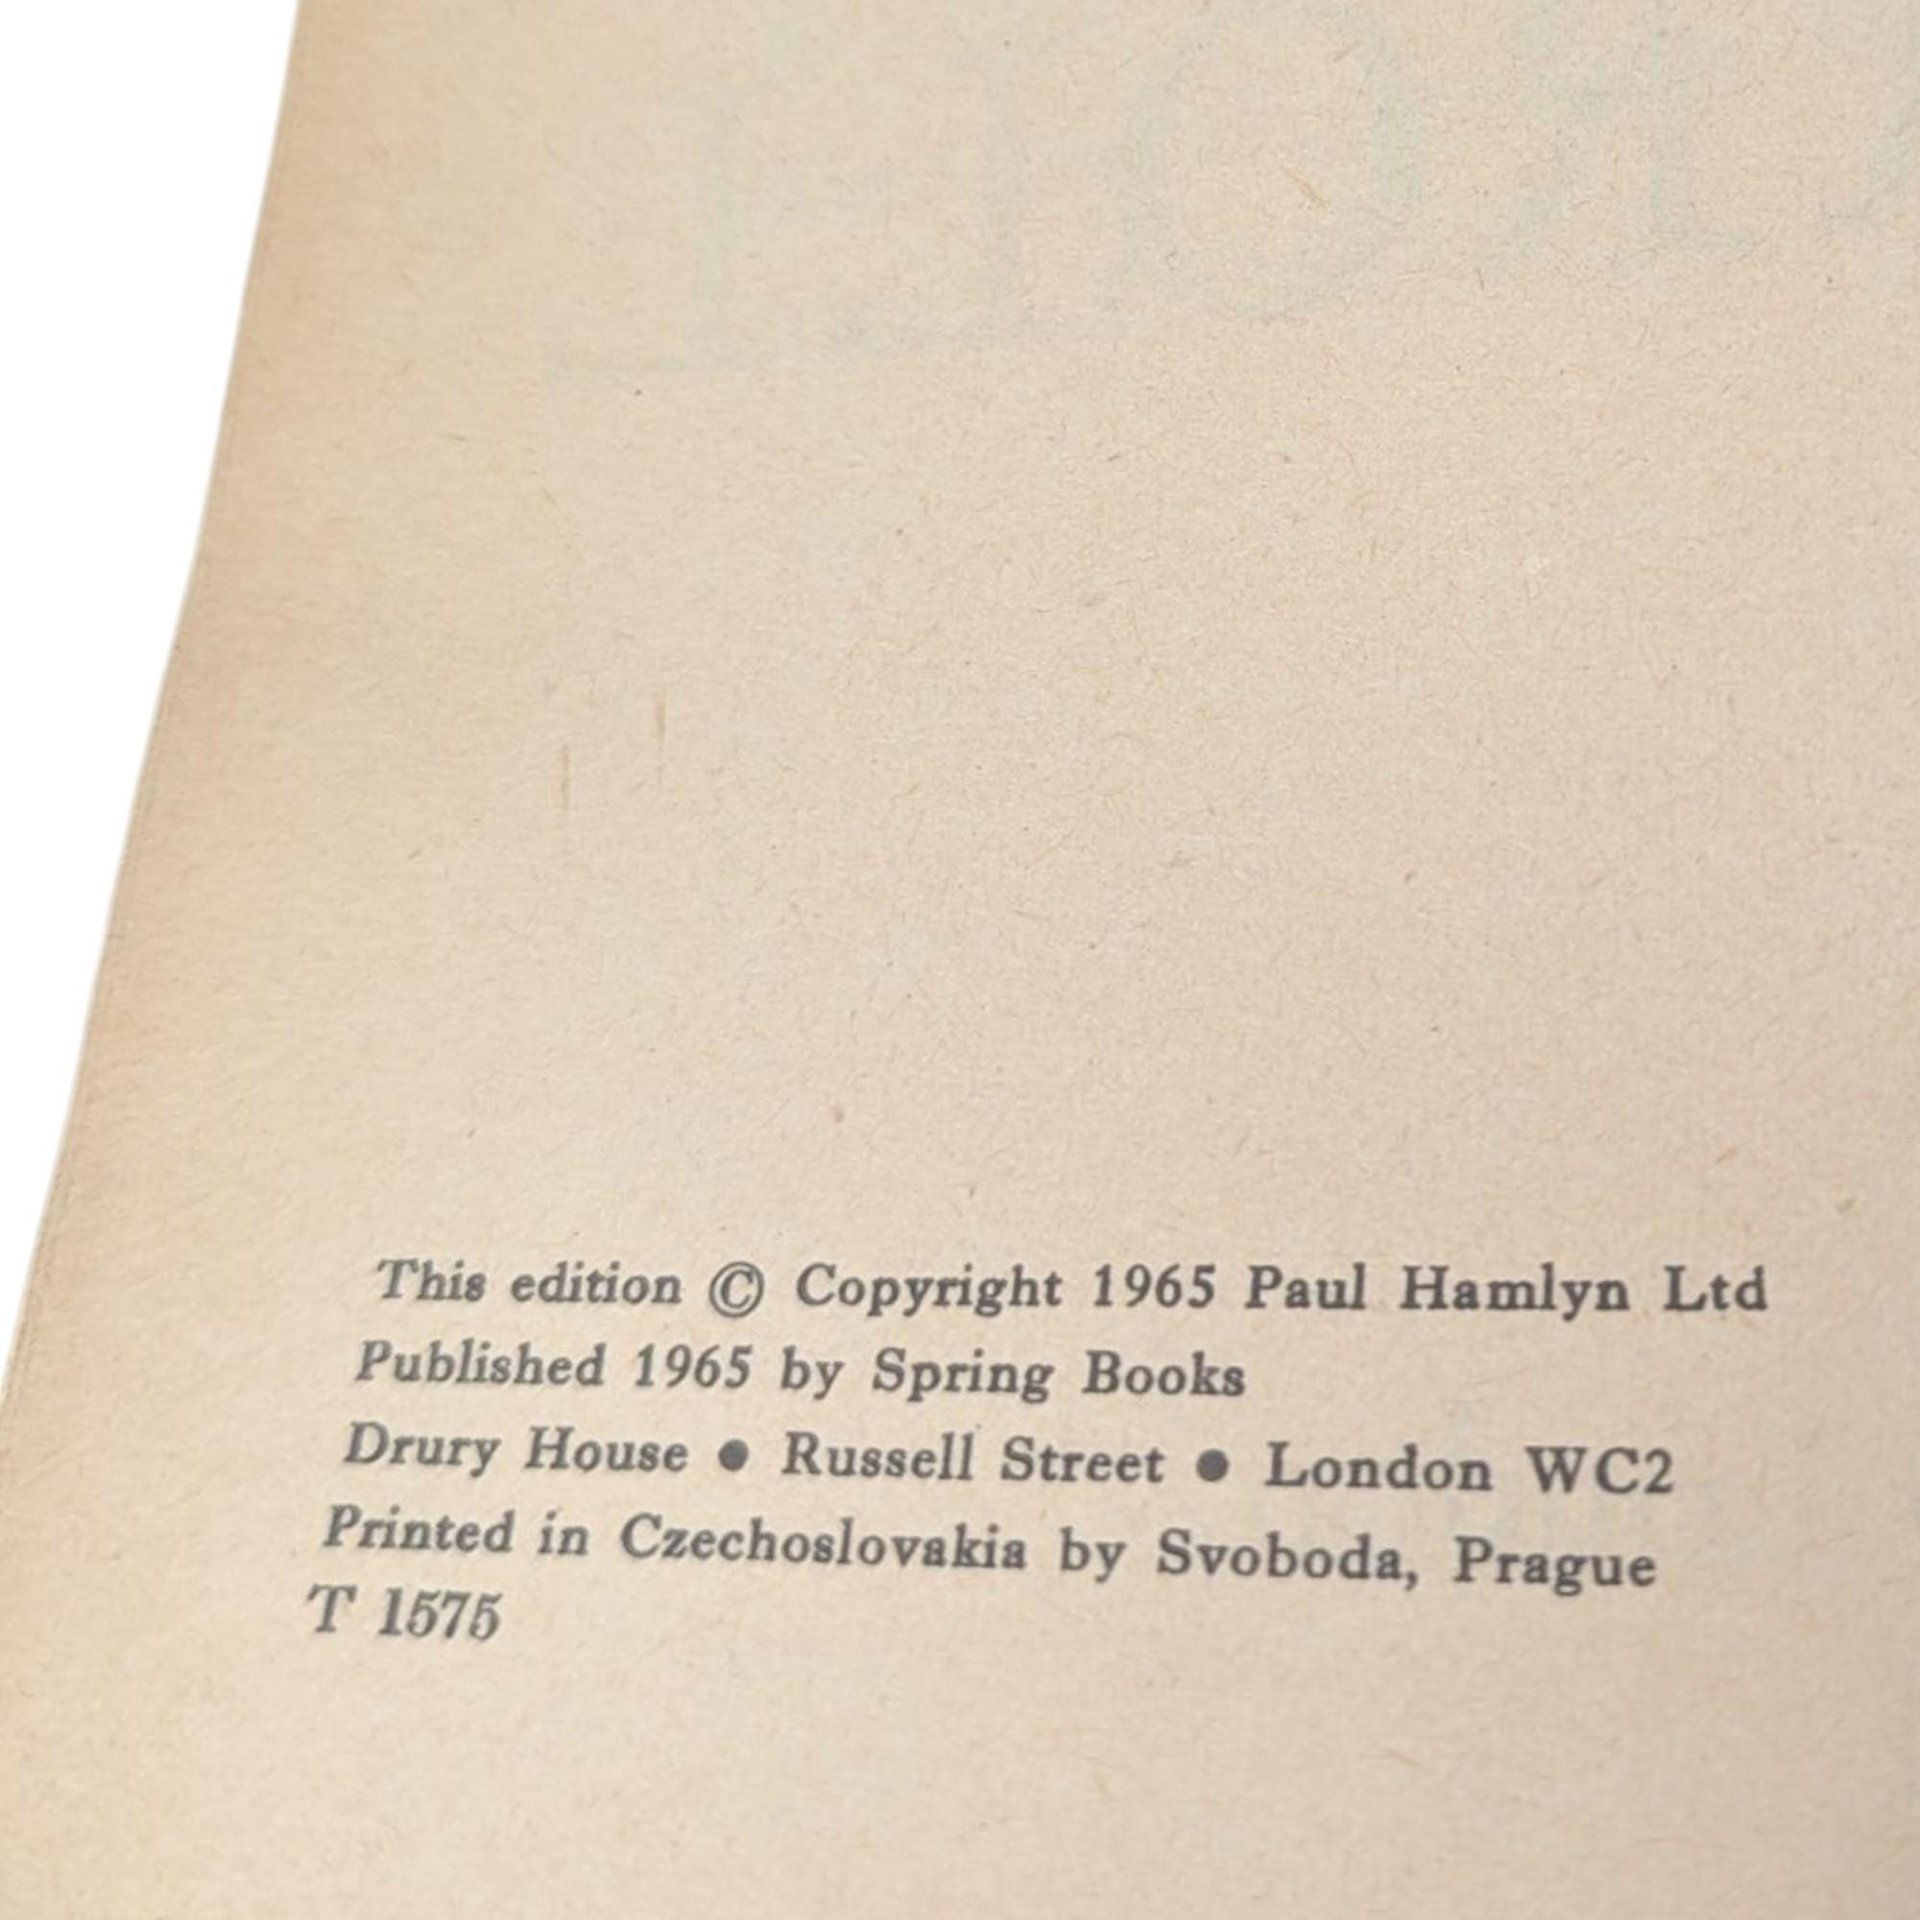 This edition © Copyright 1965 Paul Hamlyn Ltd
Published 1965 by Spring Books
Drury House • Russell Street • London WC2
Printed in Czechoslovakia by Svoboda, Prague
T 1575